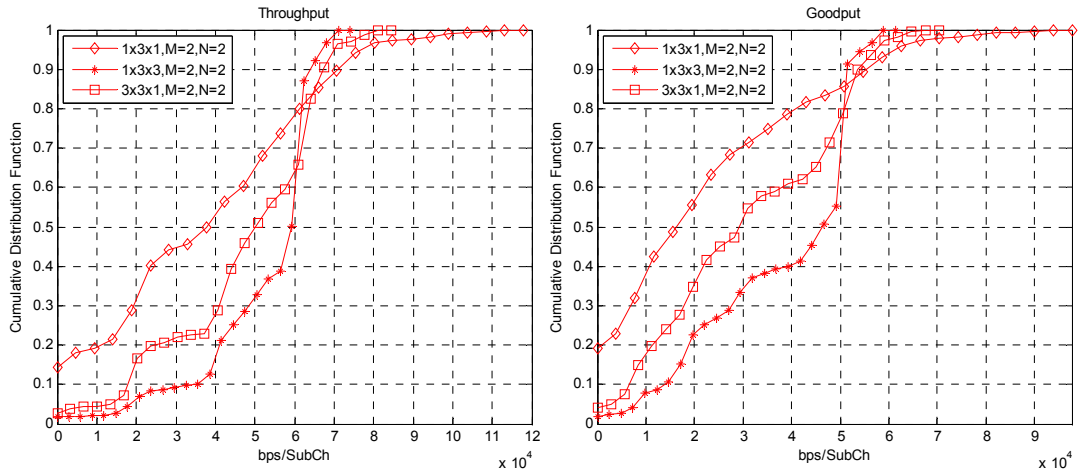 Throughput
Cumulative Distribution Function
1
0.9
0.8
0.7
0.6
0.5
0.4
0.3
0.2
0.1
0
1x3x1,M=2,N=2
1x3x3,M=2,N=2
3x3x1,M=2,N=2
0 1 2 3 4 5 6 7 8 9 10 11 12
x 10^4
bps/SubCh
Goodput
Cumulative Distribution Function
1
0.9
0.8
0.7
0.6
0.5
0.4
0.3
0.2
0.1
0
1x3x1,M=2,N=2
1x3x3,M=2,N=2
3x3x1,M=2,N=2
0 1 2 3 4 5 6 7 8 9
x 10^4
bps/SubCh